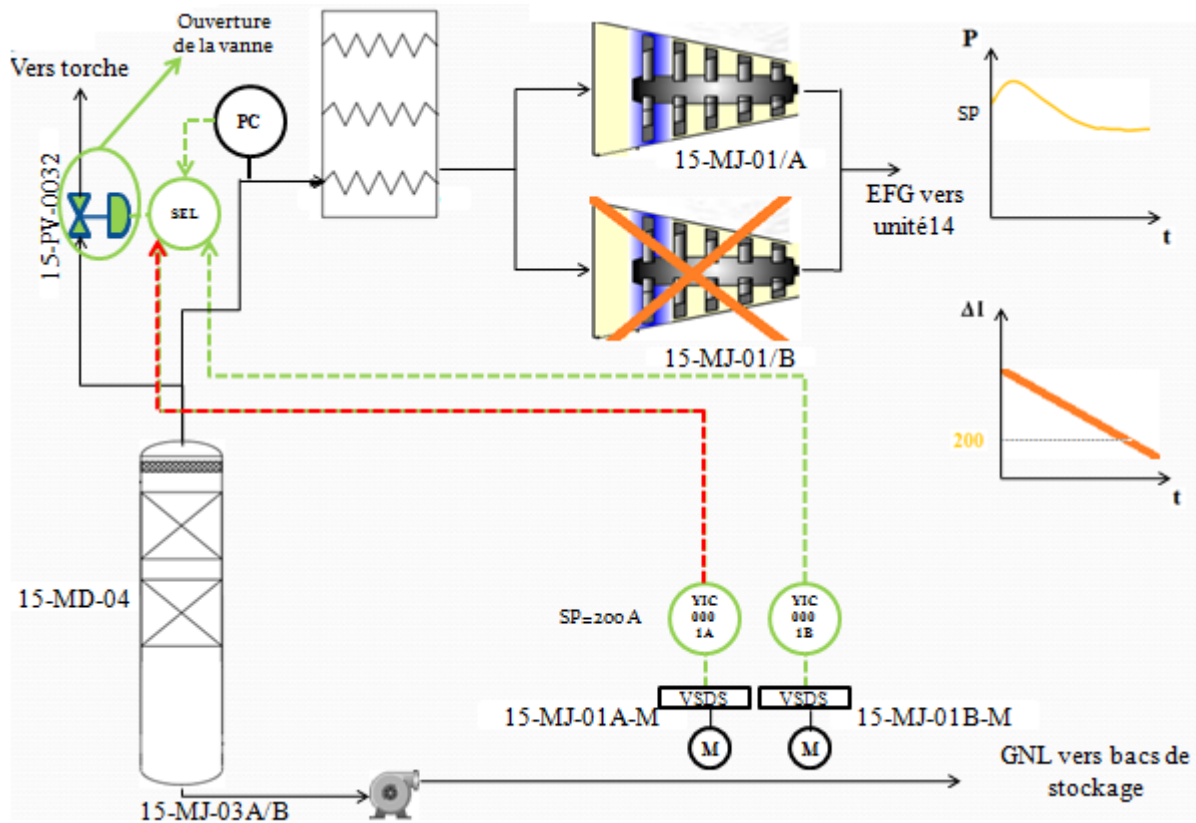 Ouverture
de la vanne
Vers torche
PC
15-PV-0032
SEL
15-MJ-01/A
EFG vers
unité14
P
SP
t
15-MJ-01/B
ΔI
200
t
15-MD-04
SP=200 A
YIC
000
1A
YIC
000
1B
VSDS
VSDS
15-MJ-01A-M
15-MJ-01B-M
M
M
GNL vers bacs de
stockage
15-MJ-03A/B